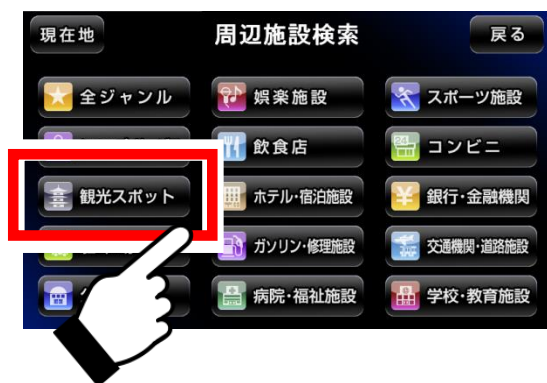 現在地
周辺施設検索
戻る
全ジャンル
娯楽施設
スポーツ施設
飲食店
コンビニ
観光スポット
ホテル・宿泊施設
銀行・金融機関
ガソリン・修理施設
交通機関・道路施設
病院・福祉施設
学校・教育施設